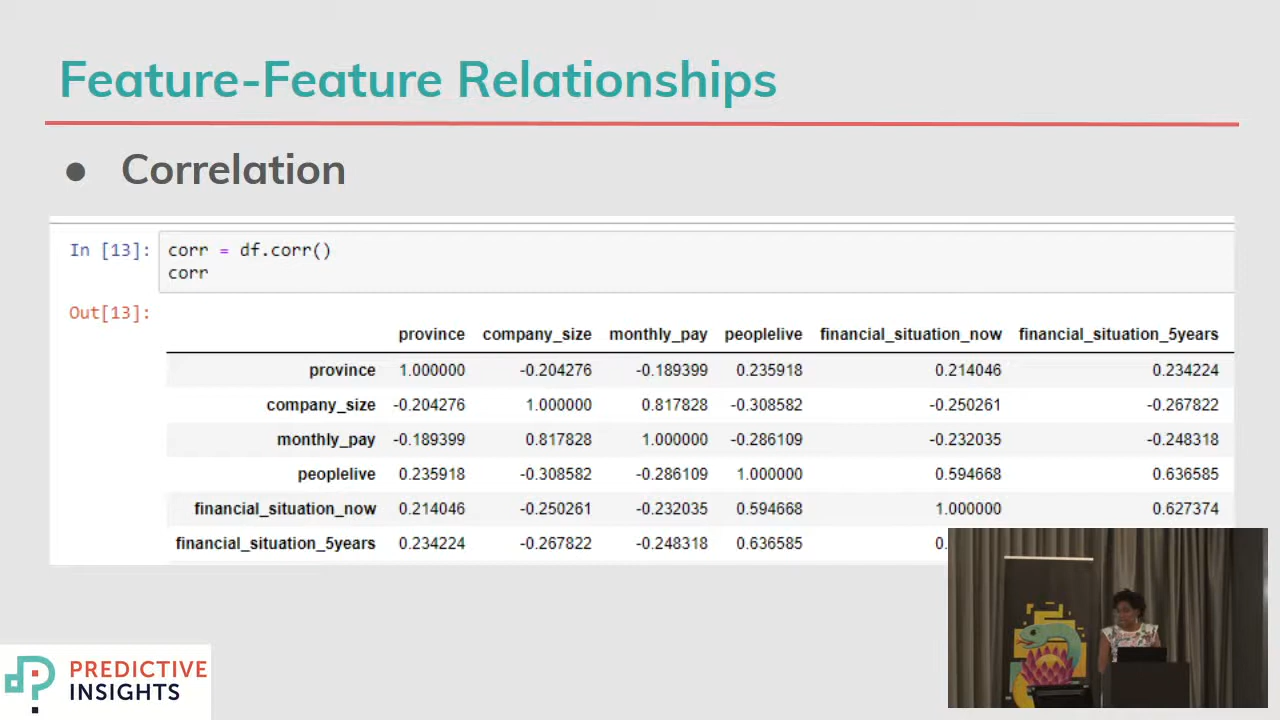 Feature-Feature Relationships
● Correlation
In [13]: corr = df.corr()
corr
Out[13]:
province company_size monthly_pay peoplelive financial_situation_now financial_situation_5years
province 1.000000 -0.204276 -0.189399 0.235918 0.214046 0.234224
company_size -0.204276 1.000000 0.817828 -0.308582 -0.250261 -0.267822
monthly_pay -0.189399 0.817828 1.000000 -0.286109 -0.232035 -0.248318
peoplelive 0.235918 -0.308582 -0.286109 1.000000 0.594668 0.636585
financial_situation_now 0.214046 -0.250261 -0.232035 0.594668 1.000000 0.627374
financial_situation_5years 0.234224 -0.267822 -0.248318 0.636585 0.
PREDICTIVE
INSIGHTS